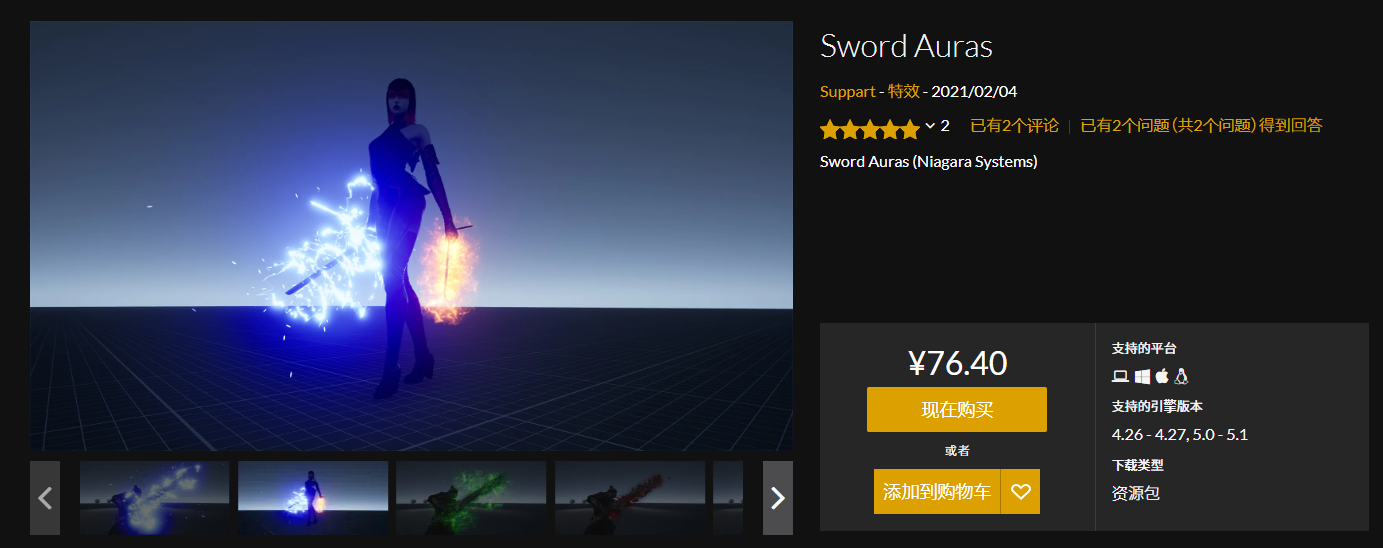 Sword Auras
Suppart - 特效 - 2021/02/04
2 已有2个评论 | 已有2个问题 (共2个问题) 得到回答
Sword Auras (Niagara Systems)
¥76.40
现在购买
或者
添加到购物车
支持的平台
支持的引擎版本
4.26 - 4.27, 5.0 - 5.1
下载类型
资源包